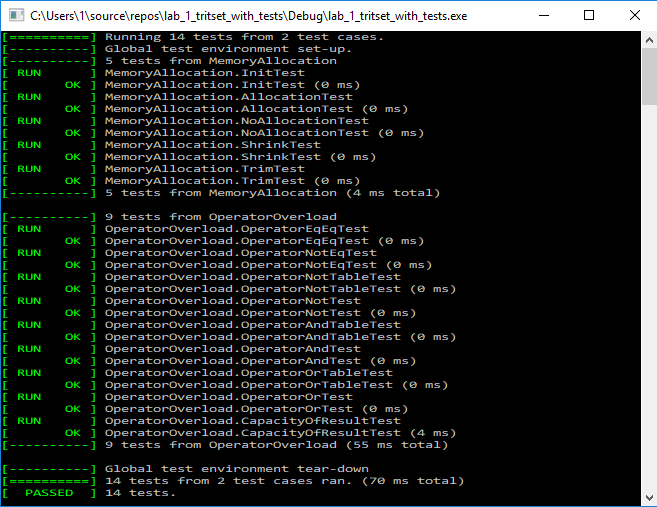 C:\Users\1\source\repos\lab_1_tritset_with_tests\Debug\lab_1_tritset_with_tests.exe
[==========] Running 14 tests from 2 test cases.
[----------] Global test environment set-up.
[----------] 5 tests from MemoryAllocation
[ RUN      ] MemoryAllocation.InitTest
[       OK ] MemoryAllocation.InitTest (0 ms)
[ RUN      ] MemoryAllocation.AllocationTest
[       OK ] MemoryAllocation.AllocationTest (0 ms)
[ RUN      ] MemoryAllocation.NoAllocationTest
[       OK ] MemoryAllocation.NoAllocationTest (0 ms)
[ RUN      ] MemoryAllocation.ShrinkTest
[       OK ] MemoryAllocation.ShrinkTest (0 ms)
[ RUN      ] MemoryAllocation.TrimTest
[       OK ] MemoryAllocation.TrimTest (0 ms)
[----------] 5 tests from MemoryAllocation (4 ms total)
[----------] 9 tests from OperatorOverload
[ RUN      ] OperatorOverload.OperatorEqEqTest
[       OK ] OperatorOverload.OperatorEqEqTest (0 ms)
[ RUN      ] OperatorOverload.OperatorNotEqTest
[       OK ] OperatorOverload.OperatorNotEqTest (0 ms)
[ RUN      ] OperatorOverload.OperatorNotTableTest
[       OK ] OperatorOverload.OperatorNotTableTest (0 ms)
[ RUN      ] OperatorOverload.OperatorNotTest
[       OK ] OperatorOverload.OperatorNotTest (0 ms)
[ RUN      ] OperatorOverload.OperatorAndTableTest
[       OK ] OperatorOverload.OperatorAndTableTest (0 ms)
[ RUN      ] OperatorOverload.OperatorAndTest
[       OK ] OperatorOverload.OperatorAndTest (0 ms)
[ RUN      ] OperatorOverload.OperatorOrTableTest
[       OK ] OperatorOverload.OperatorOrTableTest (0 ms)
[ RUN      ] OperatorOverload.OperatorOrTest
[       OK ] OperatorOverload.OperatorOrTest (0 ms)
[ RUN      ] OperatorOverload.CapacityOfResultTest
[       OK ] OperatorOverload.CapacityOfResultTest (4 ms)
[----------] 9 tests from OperatorOverload (55 ms total)
[----------] Global test environment tear-down
[==========] 14 tests from 2 test cases ran. (70 ms total)
[  PASSED  ] 14 tests.